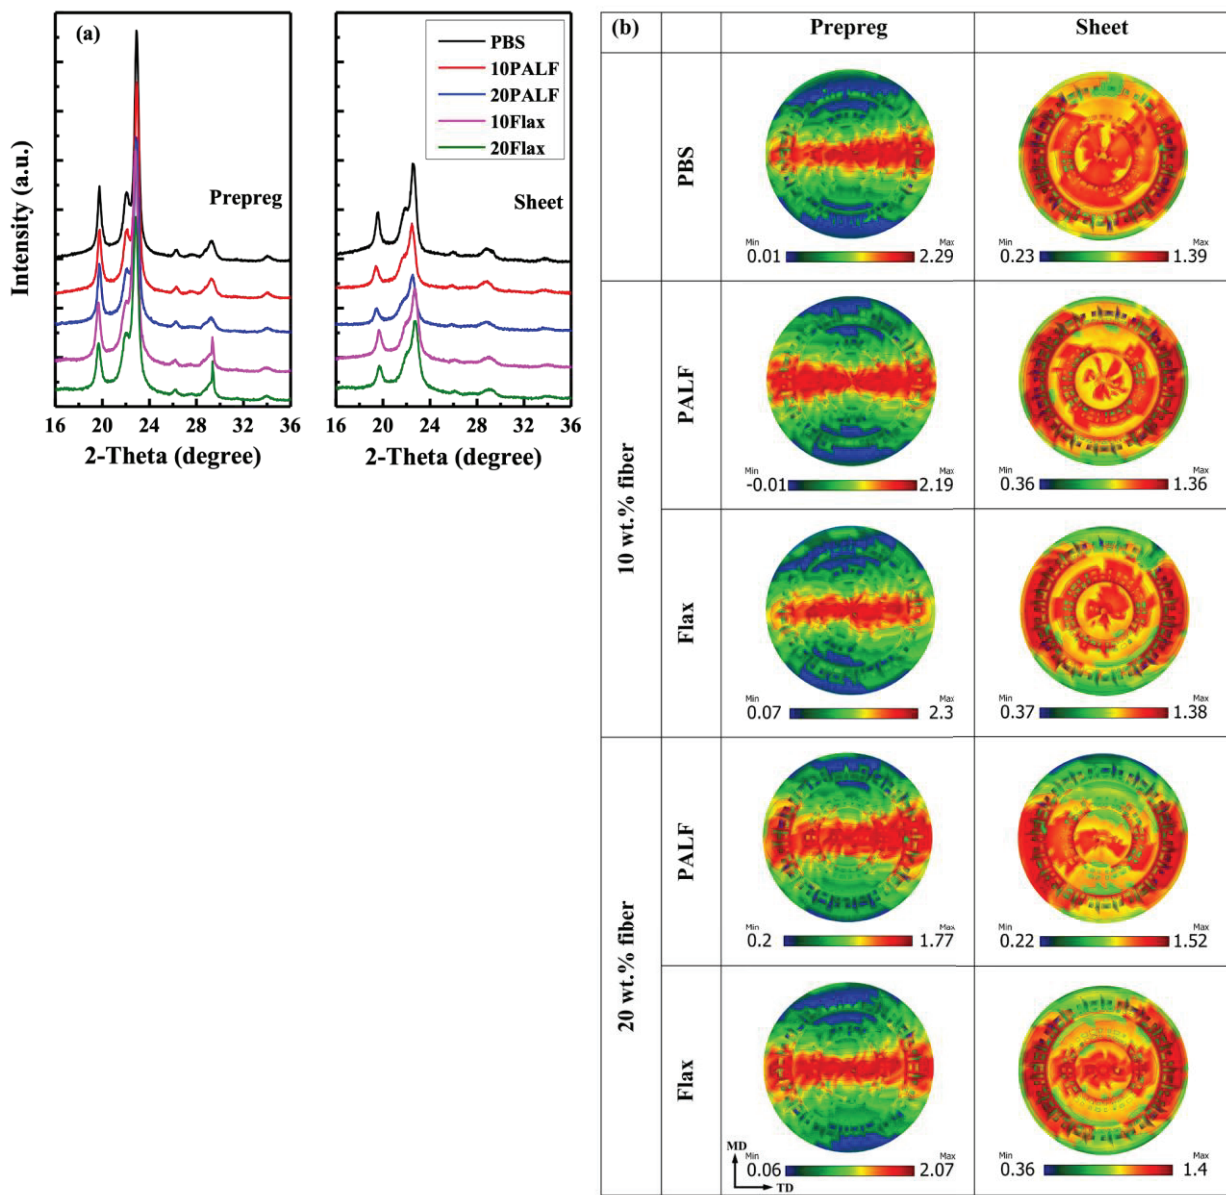 (a)
PBS
10PALF
20PALF
10Flax
20Flax
Prepreg
Sheet
Intensity (a.u.)
16 20 24 28 32 36
16 20 24 28 32 36
2-Theta (degree)
2-Theta (degree)
(b)
Prepreg
Sheet
PBS
Min
Max
0.01
2.29
Min
Max
0.23
1.39
10 wt.% fiber
PALF
Min
Max
-0.01
2.19
Min
Max
0.36
1.36
Flax
Min
Max
0.07
2.3
Min
Max
0.37
1.38
20 wt.% fiber
PALF
Min
Max
0.2
1.77
Min
Max
0.22
1.52
Flax
MD
TD
Min
Max
0.06
2.07
Min
Max
0.36
1.4